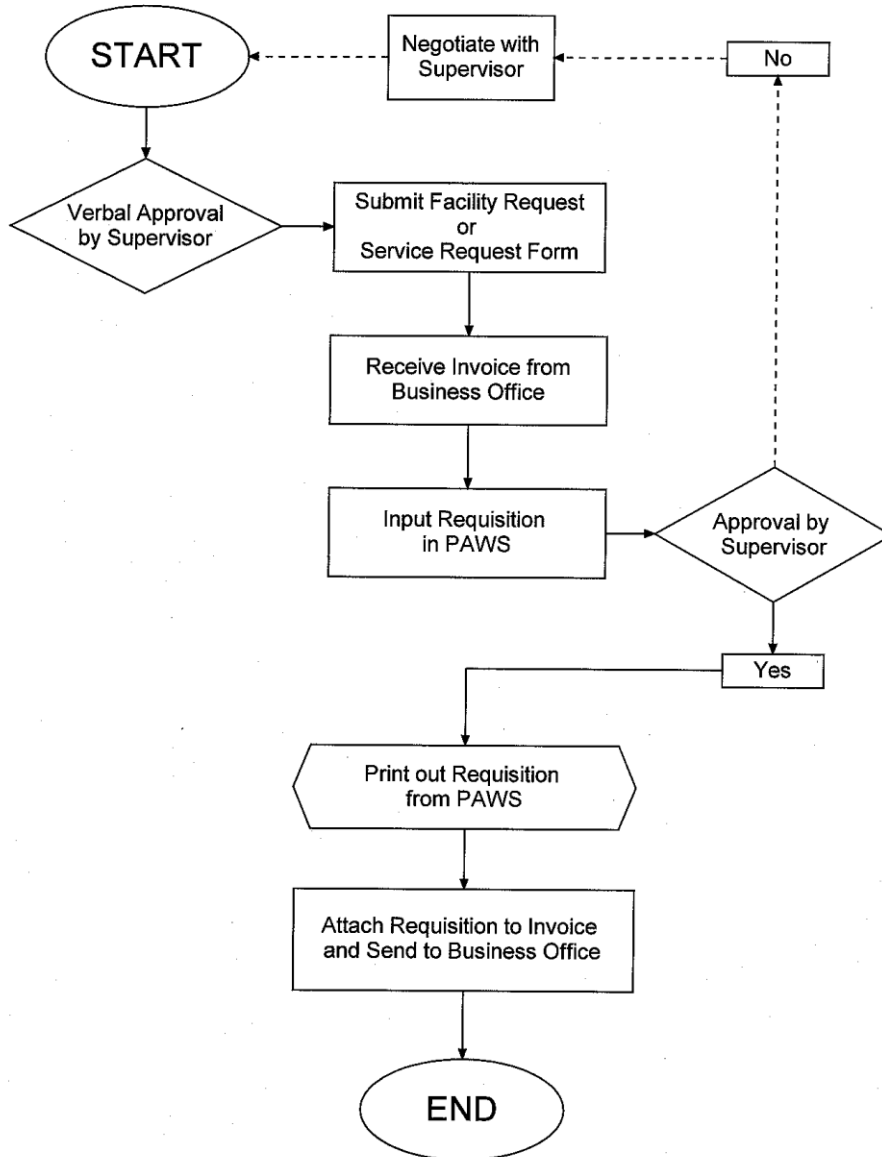 START
Negotiate with
Supervisor
No
Verbal Approval
by Supervisor
Submit Facility Request
or
Service Request Form
Receive Invoice from
Business Office
Input Requisition
in PAWS
Approval by
Supervisor
Yes
Print out Requisition
from PAWS
Attach Requisition to Invoice
and Send to Business Office
END